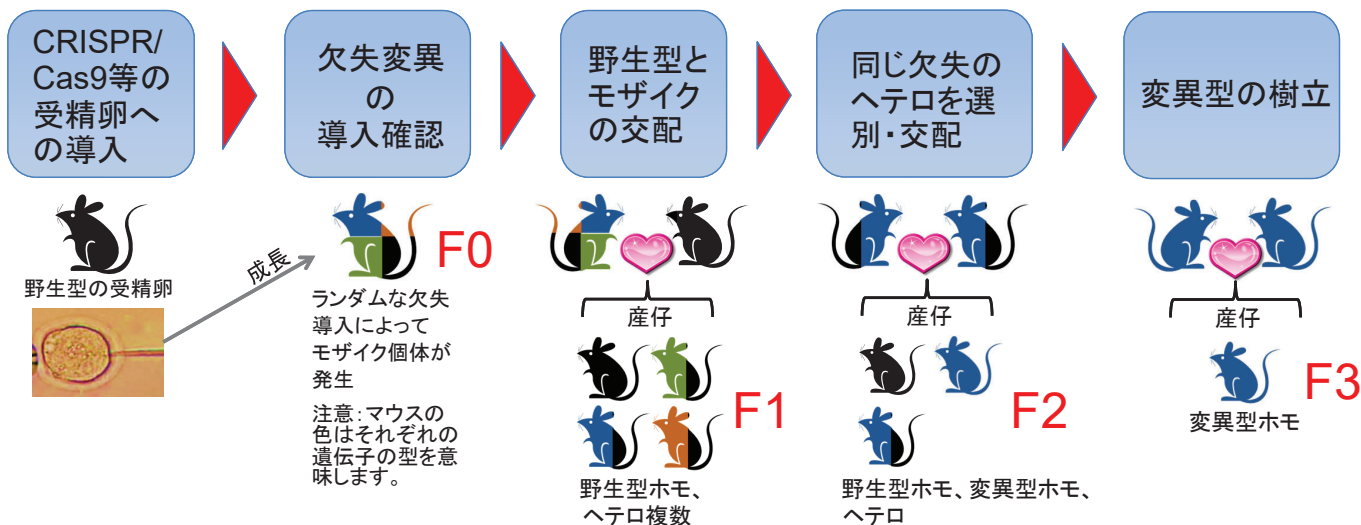 CRISPR/
Cas9等の
受精卵へ
の導入
欠失変異
の
導入確認
野生型と
モザイク
の交配
同じ欠失の
ヘテロを選
別・交配
変異型の樹立
野生型の受精卵
成長
F0
ランダムな欠失
導入によって
モザイク個体が
発生
注意：マウスの
色はそれぞれの
遺伝子の型を意
味します。
産仔
F1
野生型ホモ、
ヘテロ複数
産仔
F2
野生型ホモ、変異型ホモ、
ヘテロ
産仔
F3
変異型ホモ